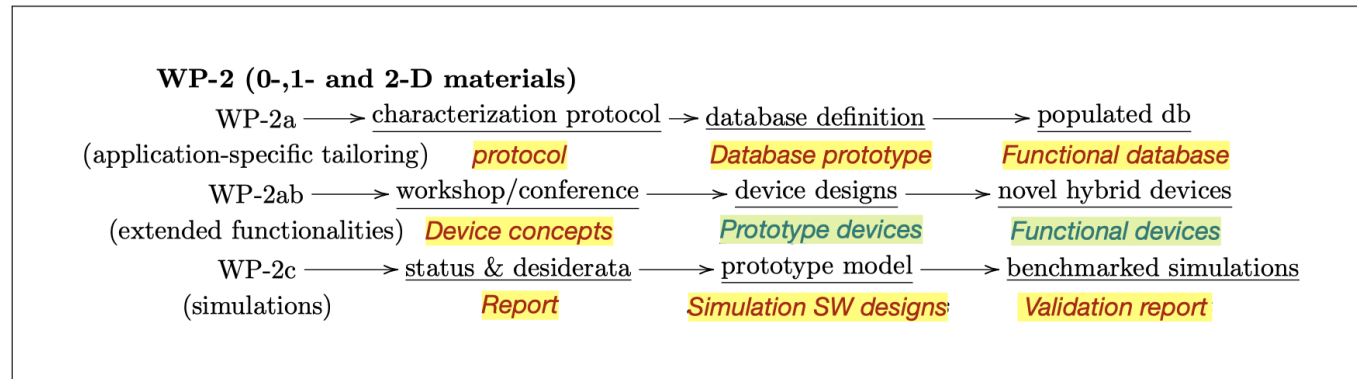 WP-2 (0-,1- and 2-D materials)
WP-2a characterization protocol database definition populated db
(application-specific tailoring) protocol Database prototype Functional database
WP-2ab workshop/conference device designs novel hybrid devices
(extended functionalities) Device concepts Prototype devices Functional devices
WP-2c status & desiderata prototype model benchmarked simulations
(simulations) Report Simulation SW designs Validation report